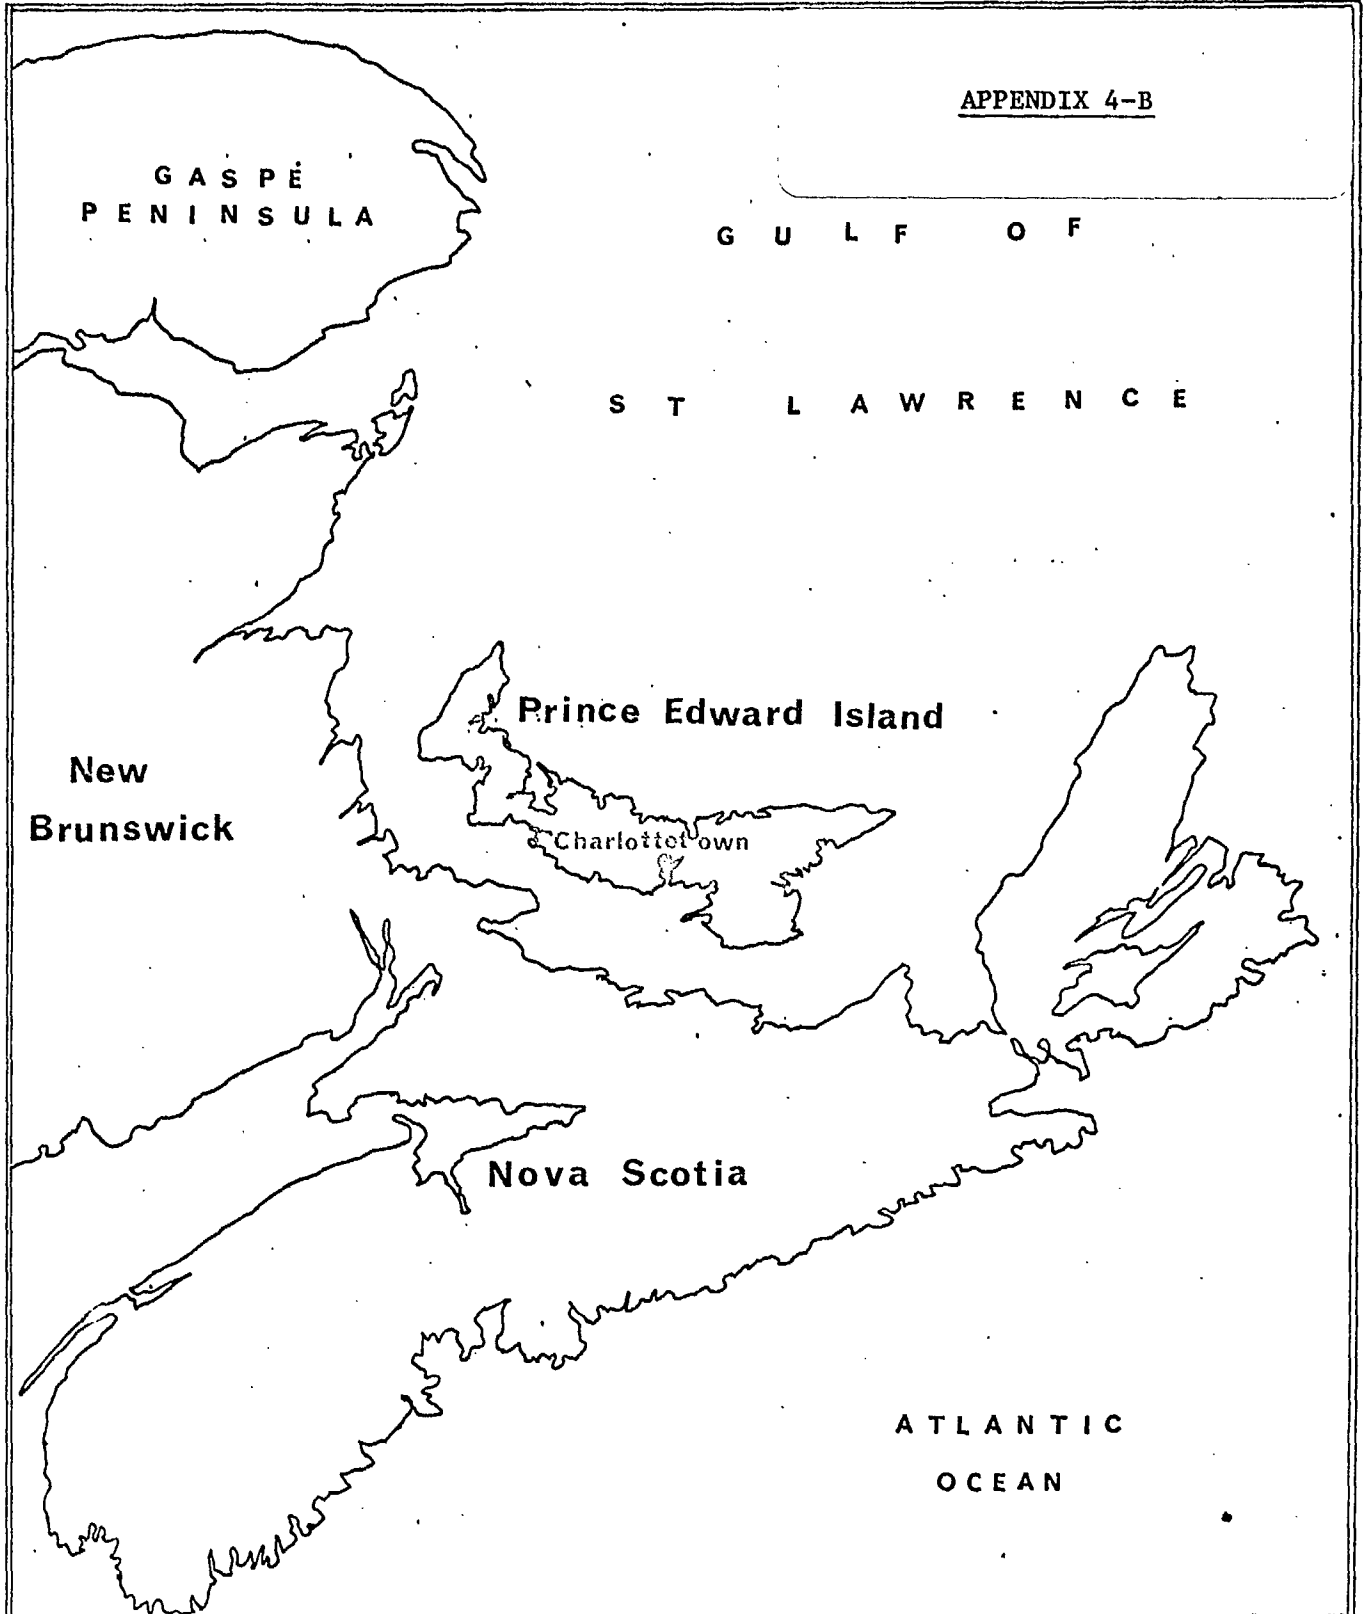 APPENDIX 4-B
GASPÉ
PENINSULA
GULF OF
ST LAWRENCE
Prince Edward Island
New
Brunswick
Charlottetown
Nova Scotia
ATLANTIC
OCEAN